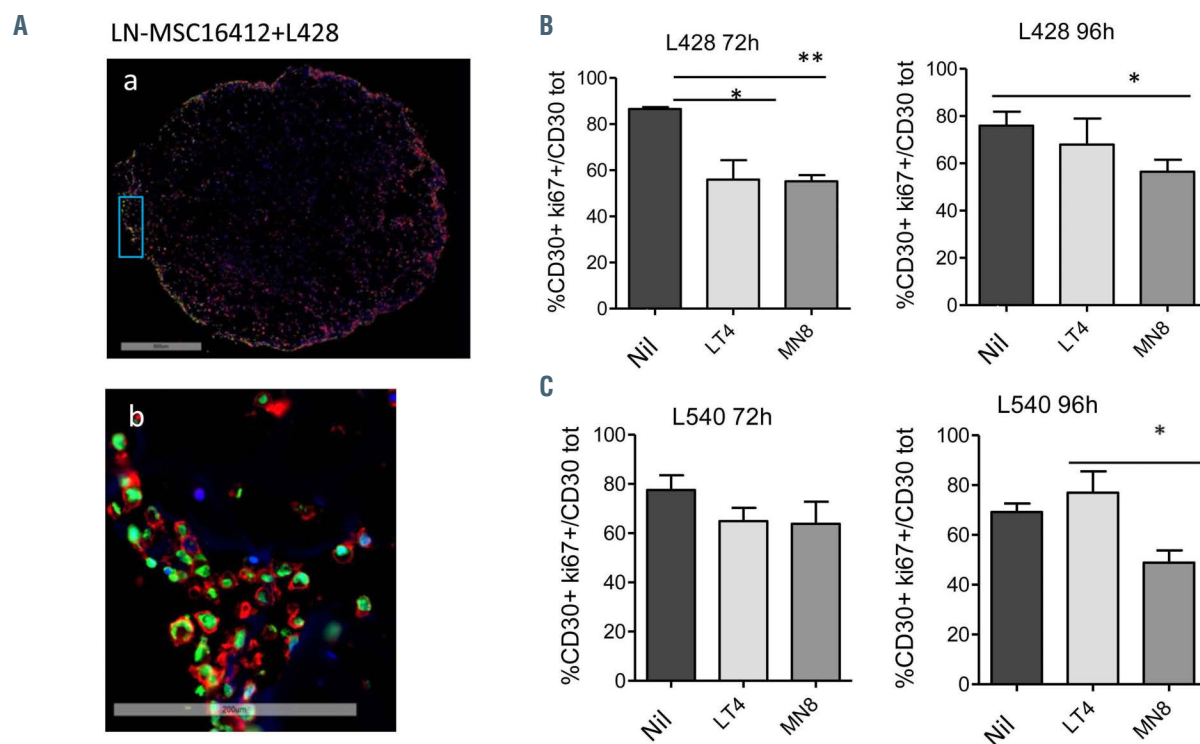 A
LN-MSC16412+L428
a
b
200um
B
L428 72h
**
*
%CD30+ ki67+/CD30 tot
100
80
60
40
20
0
Nil
LT4
MN8
L428 96h
*
%CD30+ ki67+/CD30 tot
100
80
60
40
20
0
Nil
LT4
MN8
C
L540 72h
%CD30+ ki67+/CD30 tot
100
80
60
40
20
0
Nil
LT4
MN8
L540 96h
*
%CD30+ ki67+/CD30 tot
100
80
60
40
20
0
Nil
LT4
MN8